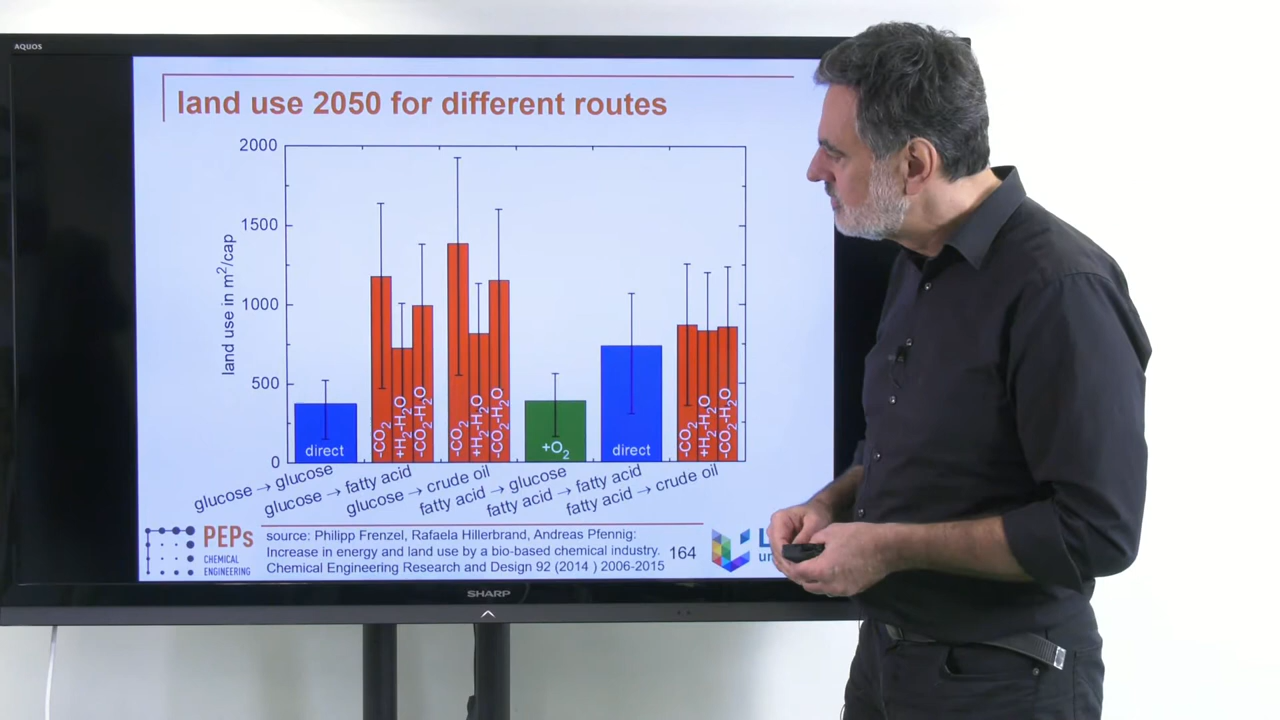 AQUOS
land use 2050 for different routes
2000
1500
1000
500
0
land use in m²/cap
direct
-CO₂
+H₂-H₂O
-CO₂-H₂O
-CO₂
+H₂-H₂O
-CO₂-H₂O
+O₂
direct
-CO₂
+H₂-H₂O
-CO₂-H₂O
glucose → glucose
glucose → fatty acid
glucose → crude oil
fatty acid → glucose
fatty acid → fatty acid
fatty acid → crude oil
PEPs
CHEMICAL
ENGINEERING
source: Philipp Frenzel, Rafaela Hillerbrand, Andreas Pfennig:
Increase in energy and land use by a bio-based chemical industry.
Chemical Engineering Research and Design 92 (2014 ) 2006-2015
164
SHARP